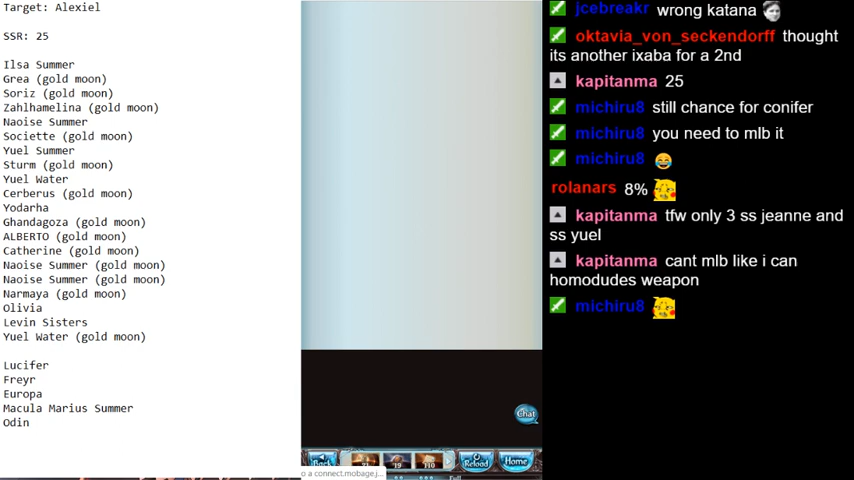 Target: Alexiel
SSR: 25
Ilsa Summer
Grea (gold moon)
Soriz (gold moon)
Zahlhamelina (gold moon)
Naoise Summer
Societte (gold moon)
Yuel Summer
Sturm (gold moon)
Yuel Water
Cerberus (gold moon)
Yodarha
Ghandagoza (gold moon)
ALBERTO (gold moon)
Catherine (gold moon)
Naoise Summer (gold moon)
Naoise Summer (gold moon)
Narmaya (gold moon)
Olivia
Levin Sisters
Yuel Water (gold moon)
Lucifer
Freyr
Europa
Macula Marius Summer
Odin
Chat
Reload
Home
o a connect.mobage.j...
jcebreakr wrong katana
oktavia_von_seckendorff thought
its another ixaba for a 2nd
kapitanma 25
michiru8 still chance for conifer
michiru8 you need to mlb it
michiru8
rolanars 8%
kapitanma tfw only 3 ss jeanne and
ss yuel
kapitanma cant mlb like i can
homodudes weapon
michiru8